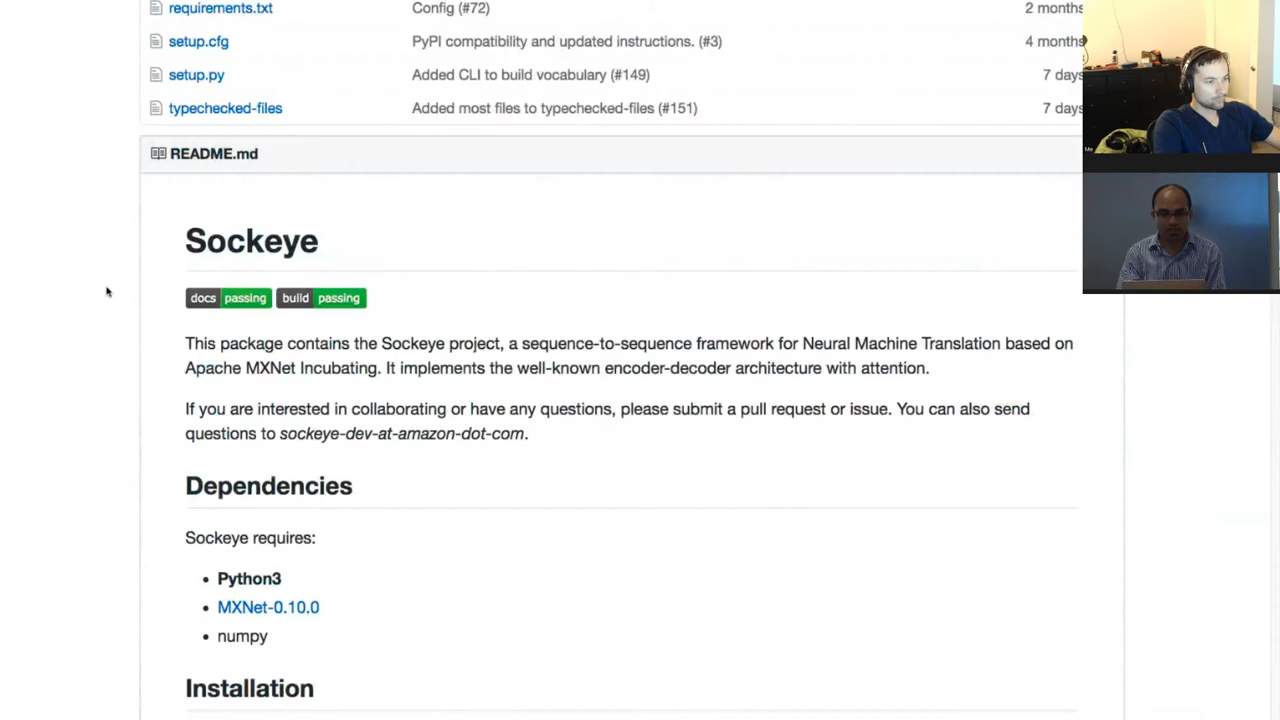 requirements.txt Config (#72) 2 months
setup.cfg PyPI compatibility and updated instructions. (#3) 4 months
setup.py Added CLI to build vocabulary (#149) 7 days
typechecked-files Added most files to typechecked-files (#151) 7 days
README.md
Sockeye
docs passing build passing
This package contains the Sockeye project, a sequence-to-sequence framework for Neural Machine Translation based on
Apache MXNet Incubating. It implements the well-known encoder-decoder architecture with attention.
If you are interested in collaborating or have any questions, please submit a pull request or issue. You can also send
questions to sockeye-dev-at-amazon-dot-com.
Dependencies
Sockeye requires:
• Python3
• MXNet-0.10.0
• numpy
Installation
Me